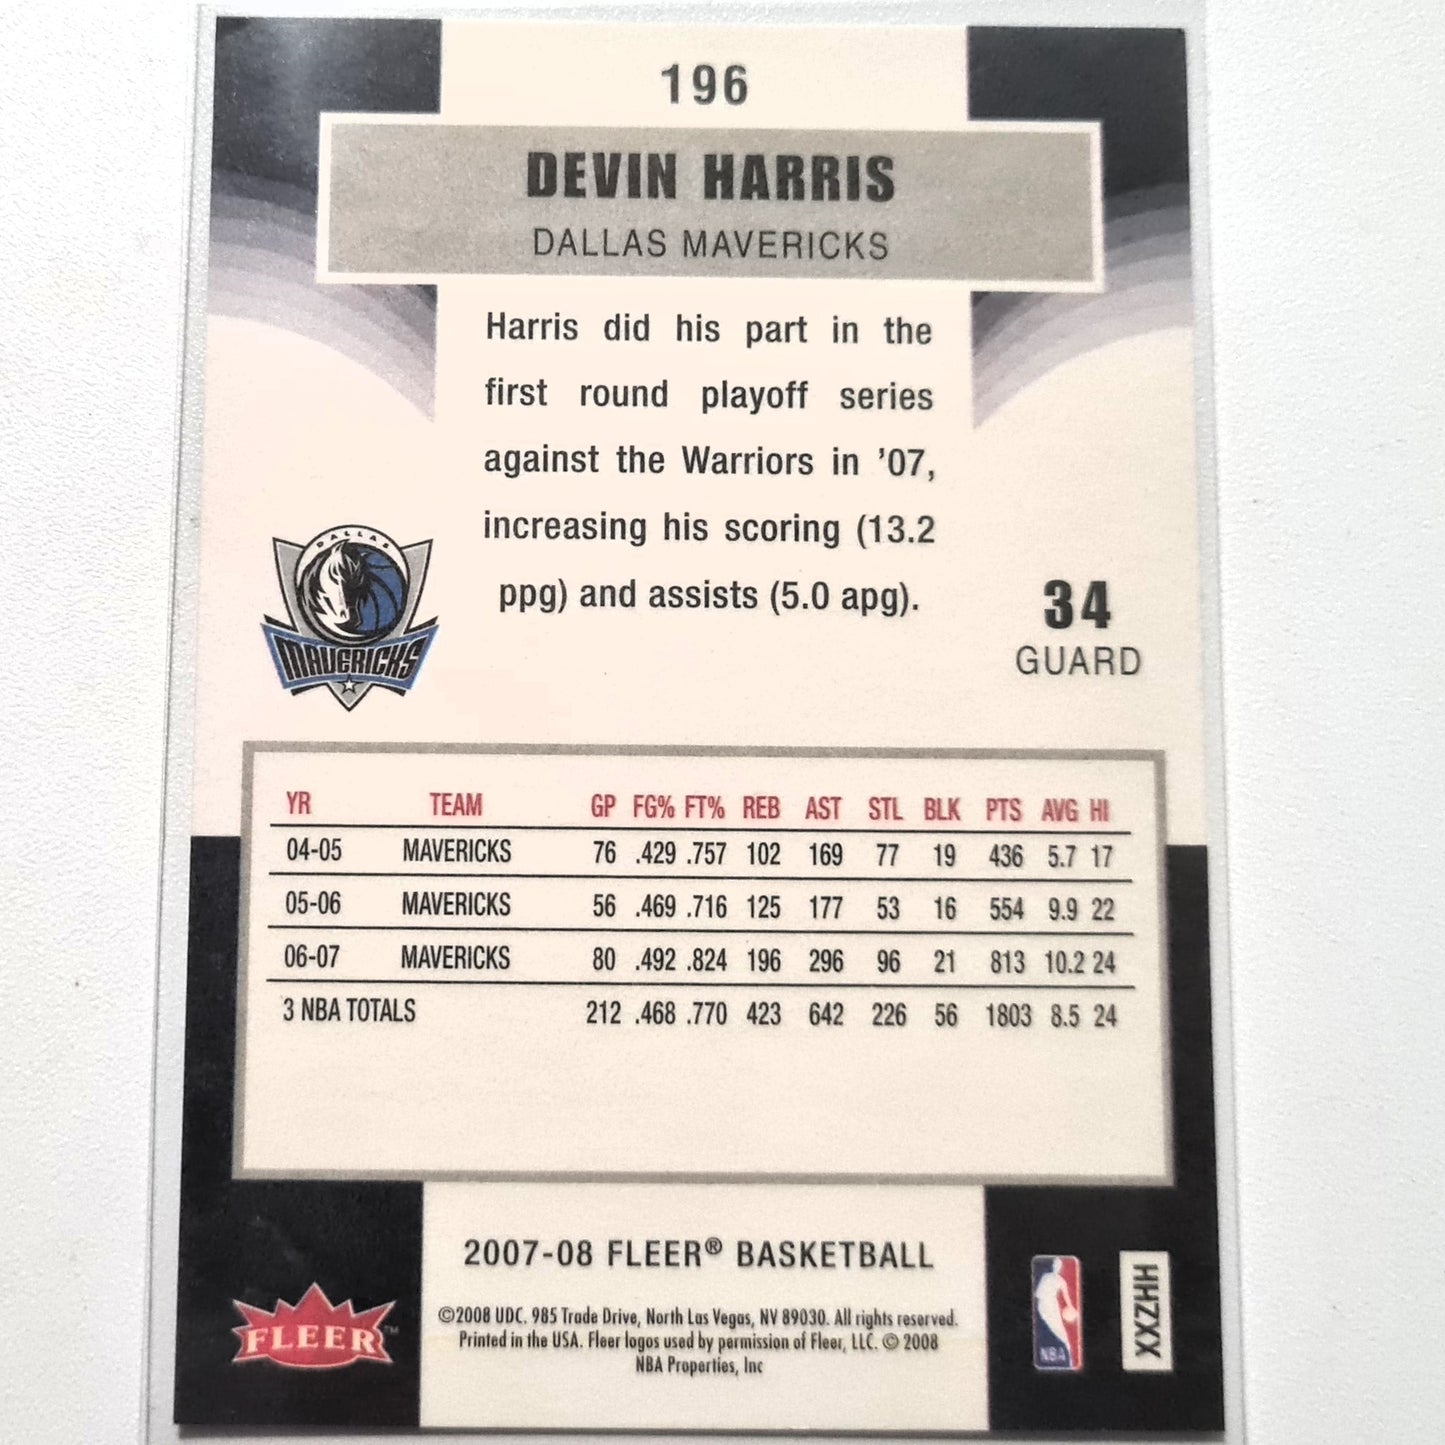 196
DEVIN HARRIS
DALLAS MAVERICKS
Harris did his part in the
first round playoff series
against the Warriors in ’07,
increasing his scoring (13.2
ppg) and assists (5.0 apg).
DALLAS
MAVERICKS
34
GUARD
YR TEAM GP FG% FT% REB AST STL BLK PTS AVG HI
04-05 MAVERICKS 76 .429 .757 102 169 77 19 436 5.7 17
05-06 MAVERICKS 56 .469 .716 125 177 53 16 554 9.9 22
06-07 MAVERICKS 80 .492 .824 196 296 96 21 813 10.2 24
3 NBA TOTALS 212 .468 .770 423 642 226 56 1803 8.5 24
2007-08 FLEER® BASKETBALL
©2008 UDC. 985 Trade Drive, North Las Vegas, NV 89030. All rights reserved.
Printed in the USA. Fleer logos used by permission of Fleer, LLC. © 2008
NBA Properties, Inc
FLEER™
NBA
HHZXX